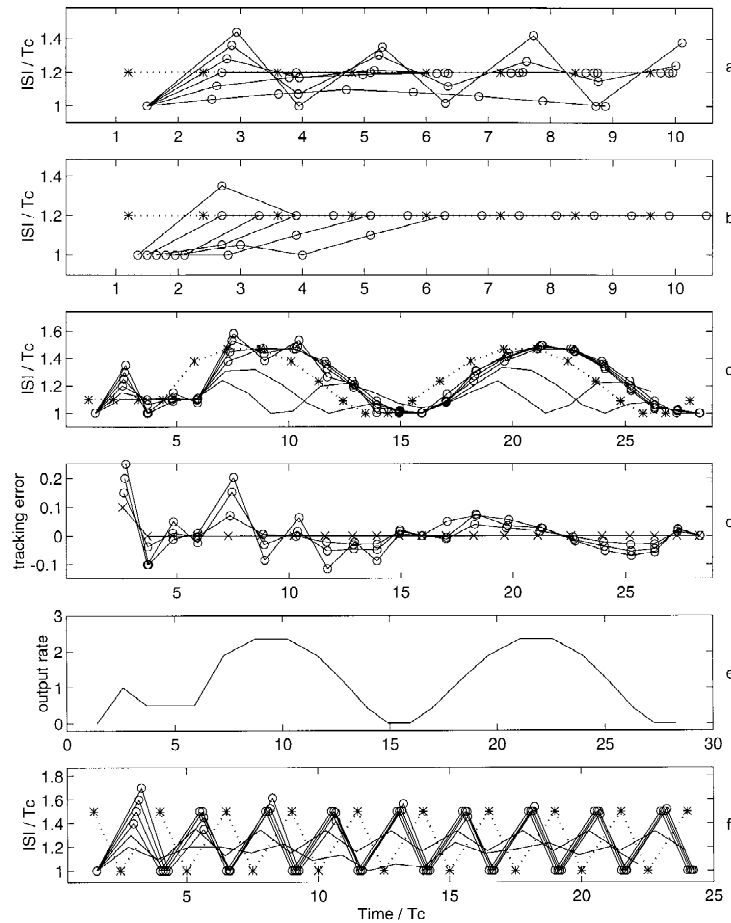 1.4
1.2
1
ISI / Tc
a
1 2 3 4 5 6 7 8 9 10
1.4
1.2
1
ISI / Tc
b
1 2 3 4 5 6 7 8 9 10
1.6
1.4
1.2
1
ISI / Tc
5 10 15 20 25
0.2
0.1
0
-0.1
tracking error
5 10 15 20 25
3
2
1
0
output rate
e
0 5 10 15 20 25 30
1.8
1.6
1.4
1.2
1
ISI / Tc
f
5 10 15 20 25
Time / Tc